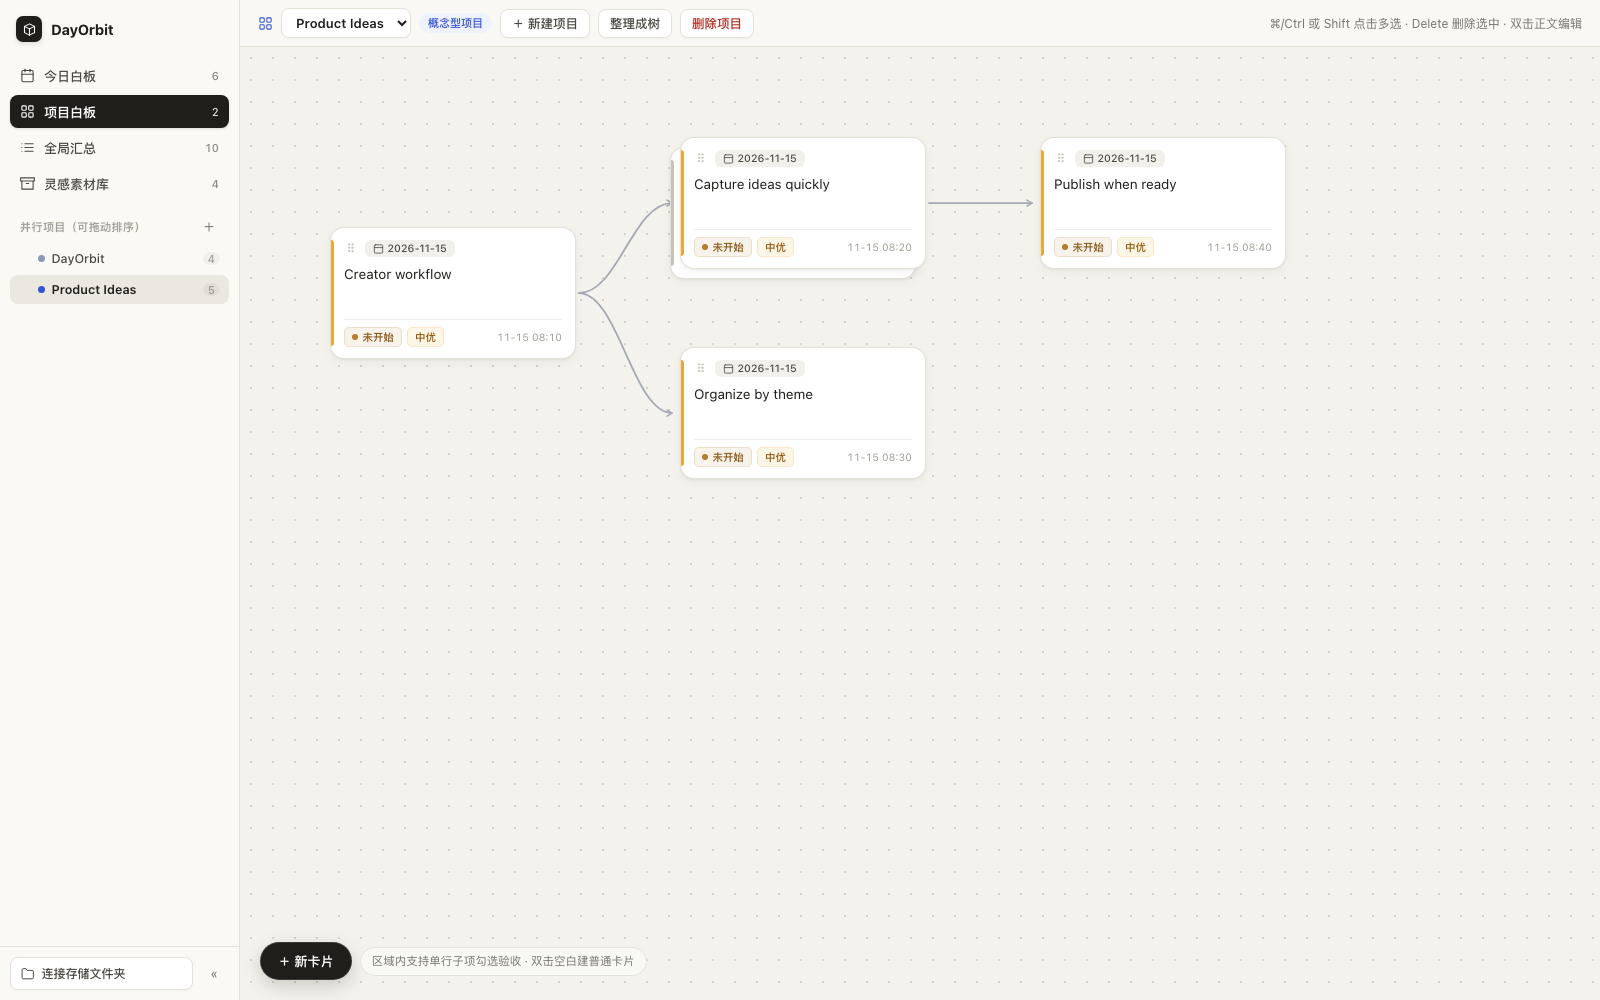 DayOrbit
今日白板 6
项目白板 2
全局汇总 10
灵感素材库 4
并行项目（可拖动排序） +
DayOrbit 4
Product Ideas 5
连接存储文件夹 «
Product Ideas 概念型项目 + 新建项目 整理成树 删除项目 ⌘/Ctrl 或 Shift 点击多选 · Delete 删除选中 · 双击正文编辑
2026-11-15
Creator workflow
未开始 中优 11-15 08:10
2026-11-15
Capture ideas quickly
未开始 中优 11-15 08:20
2026-11-15
Publish when ready
未开始 中优 11-15 08:40
2026-11-15
Organize by theme
未开始 中优 11-15 08:30
+ 新卡片 区域内支持单行子项勾选验收 · 双击空白建普通卡片